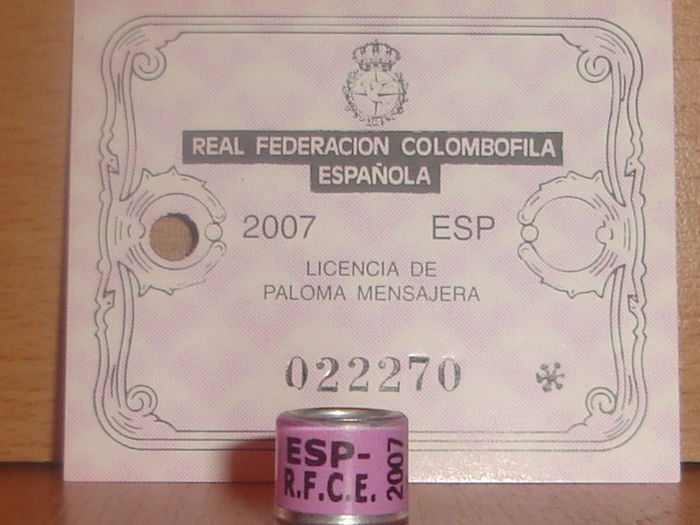 REAL FEDERACION COLOMBOFILA
ESPAÑOLA
2007 ESP
LICENCIA DE
PALOMA MENSAJERA
022270
ESP-
R.F.C.E.
2007